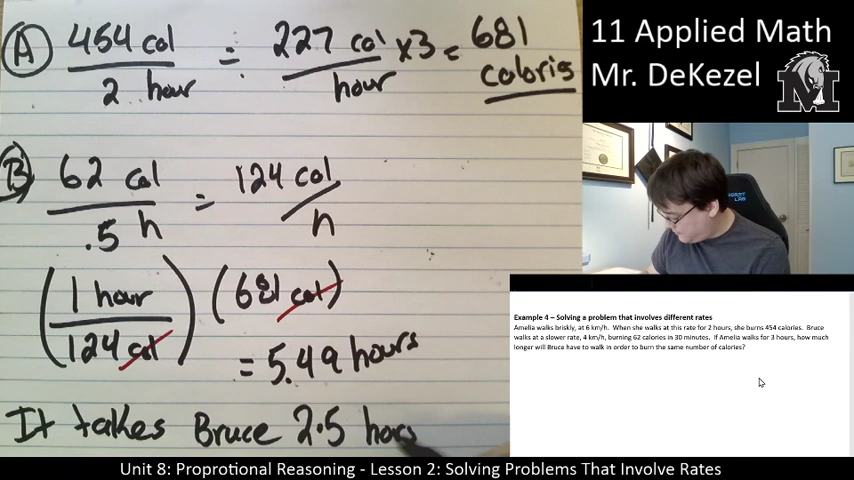 A 454 cal / 2 hour = 227 cal / hour x3 = 681 caloris
B 62 cal / .5 h = 124 cal / h
(1 hour / 124 cal) (681 cal)
= 5.49 hours
It takes Bruce 2.5 hors
11 Applied Math
Mr. DeKezel
M
Example 4 – Solving a problem that involves different rates
Amelia walks briskly, at 6 km/h. When she walks at this rate for 2 hours, she burns 454 calories. Bruce
walks at a slower rate, 4 km/h, burning 62 calories in 30 minutes. If Amelia walks for 3 hours, how much
longer will Bruce have to walk in order to burn the same number of calories?
Unit 8: Proprotional Reasoning - Lesson 2: Solving Problems That Involve Rates